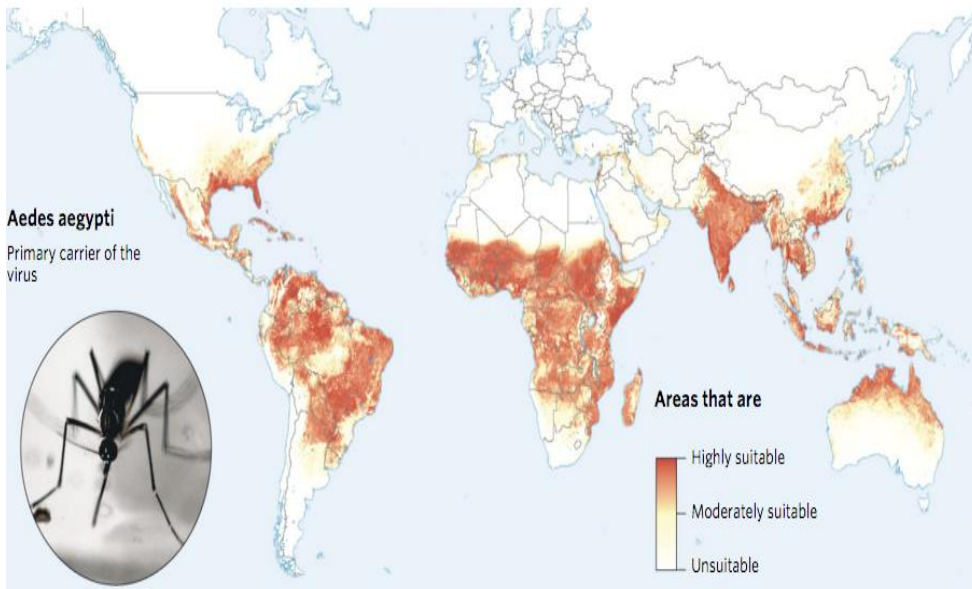 Aedes aegypti
Primary carrier of the
virus
Areas that are
Highly suitable
Moderately suitable
Unsuitable